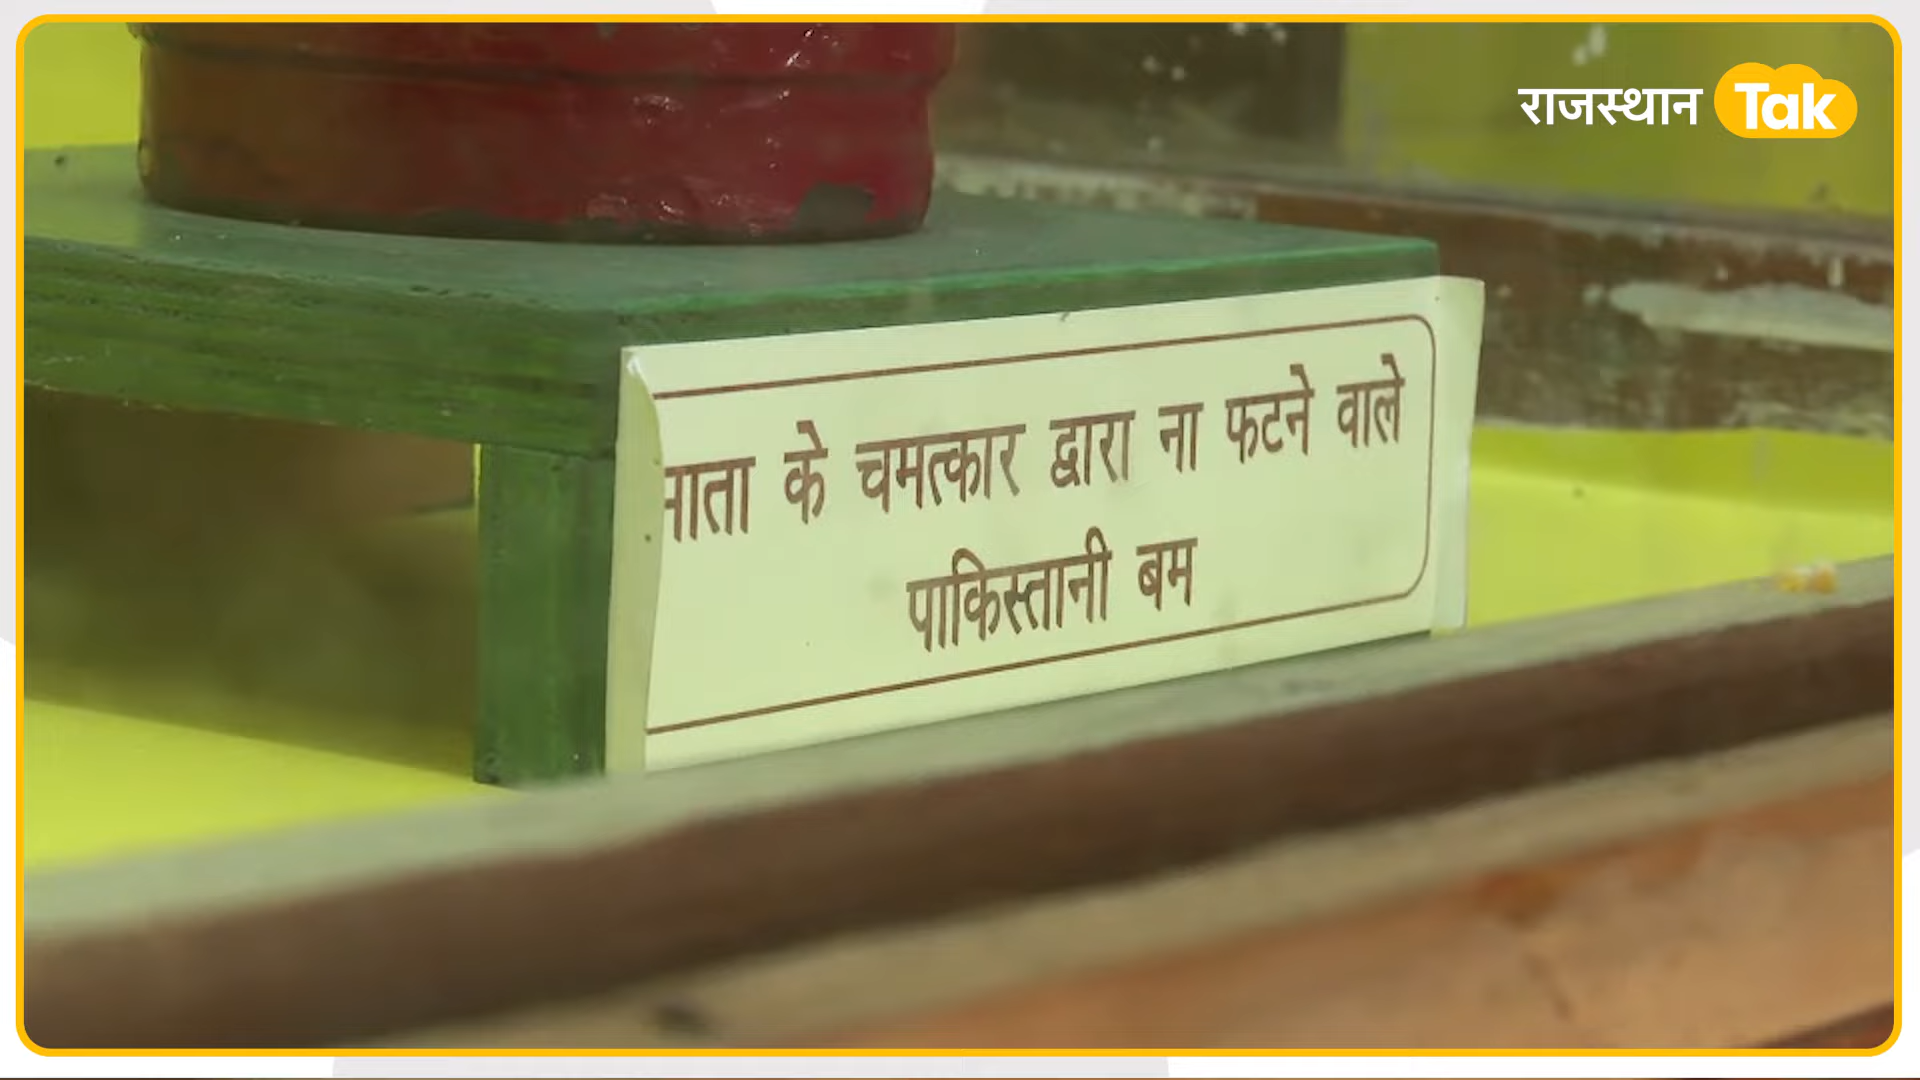 राजस्थान Tak
माता के चमत्कार द्वारा ना फटने वाले
पाकिस्तानी बम